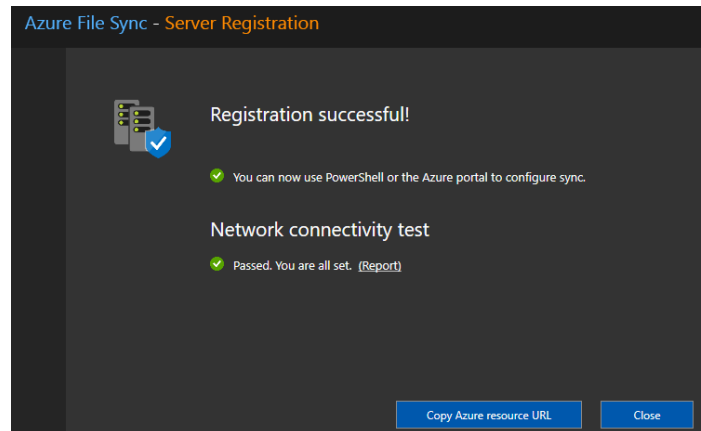 Azure File Sync - Server Registration
Registration successful!
You can now use PowerShell or the Azure portal to configure sync.
Network connectivity test
Passed. You are all set. (Report)
Copy Azure resource URL
Close